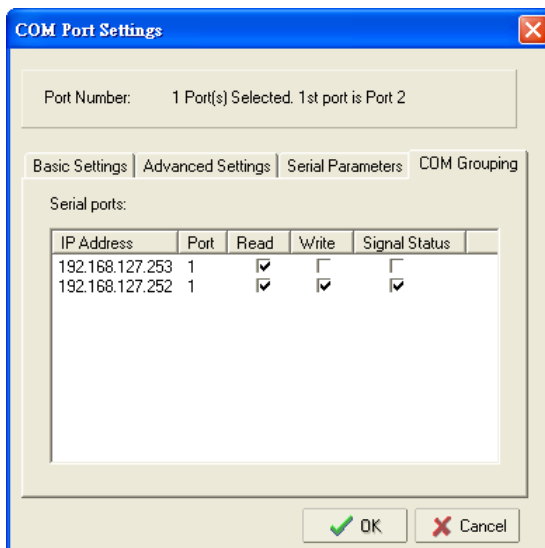 COM Port Settings
Port Number: 1 Port(s) Selected. 1st port is Port 2
Basic Settings Advanced Settings Serial Parameters COM Grouping
Serial ports:
IP Address Port Read Write Signal Status
192.168.127.253 1
192.168.127.252 1
OK Cancel